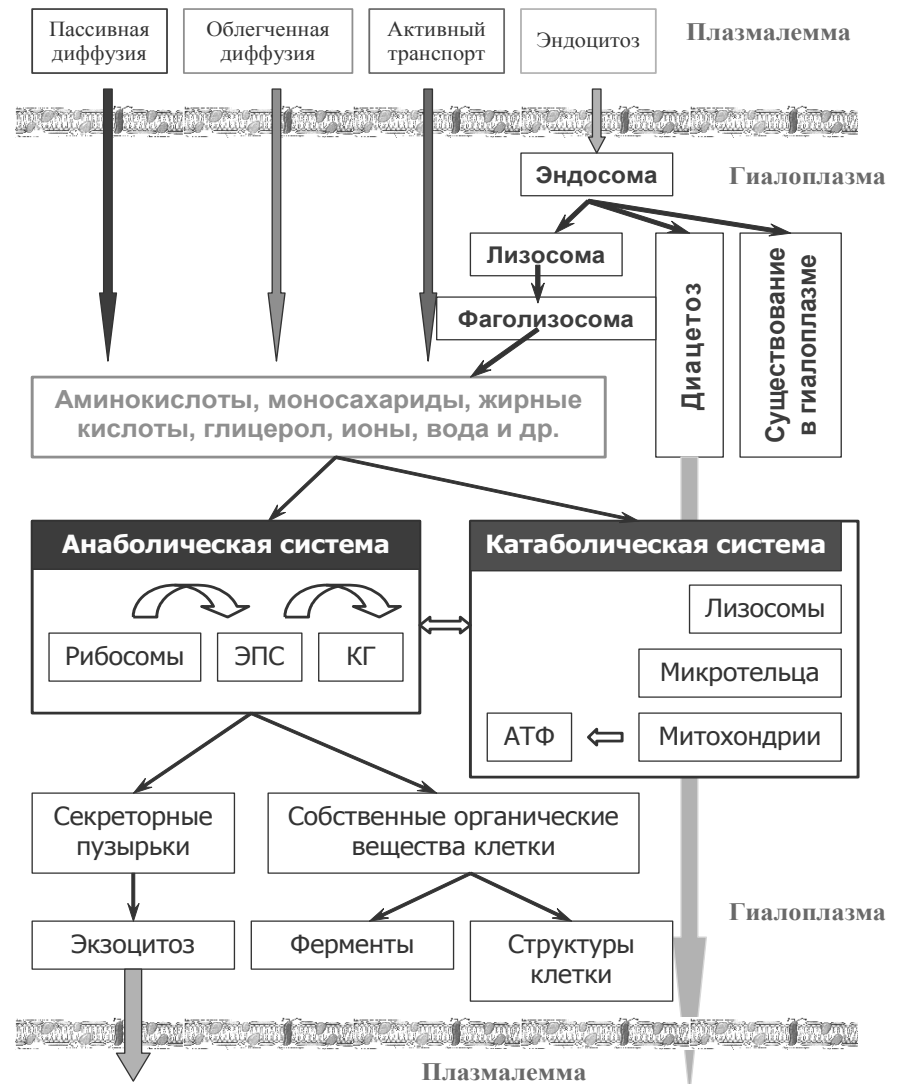 Пассивная
диффузия
Облегченная
диффузия
Активный
транспорт
Эндоцитоз
Плазмалемма
Эндосома
Гиалоплазма
Лизосома
Фаголизосома
Диацетоз
Существование
в гиалоплазме
Аминокислоты, моносахариды, жирные
кислоты, глицерол, ионы, вода и др.
Анаболическая система
Рибосомы
ЭПС
КГ
Катаболическая система
Лизосомы
Микротельца
АТФ
Митохондрии
Секреторные
пузырьки
Собственные органические
вещества клетки
Гиалоплазма
Экзоцитоз
Ферменты
Структуры
клетки
Плазмалемма